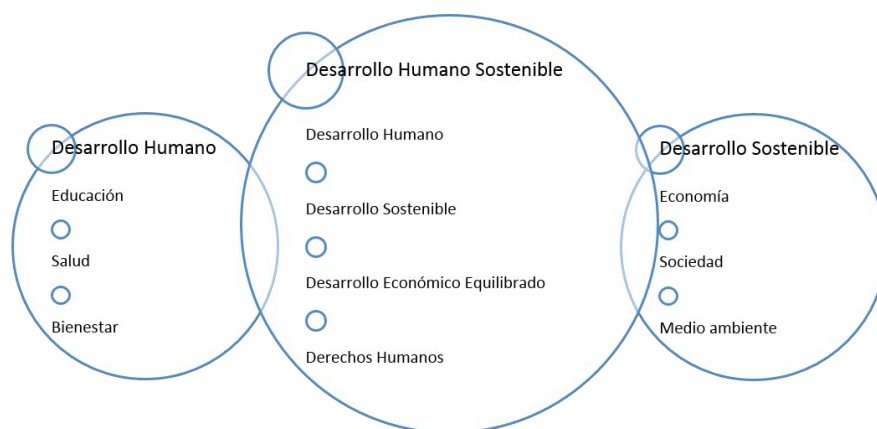 Desarrollo Humano
Educación
Salud
Bienestar
Desarrollo Humano Sostenible
Desarrollo Humano
Desarrollo Sostenible
Desarrollo Económico Equilibrado
Derechos Humanos
Desarrollo Sostenible
Economía
Sociedad
Medio ambiente